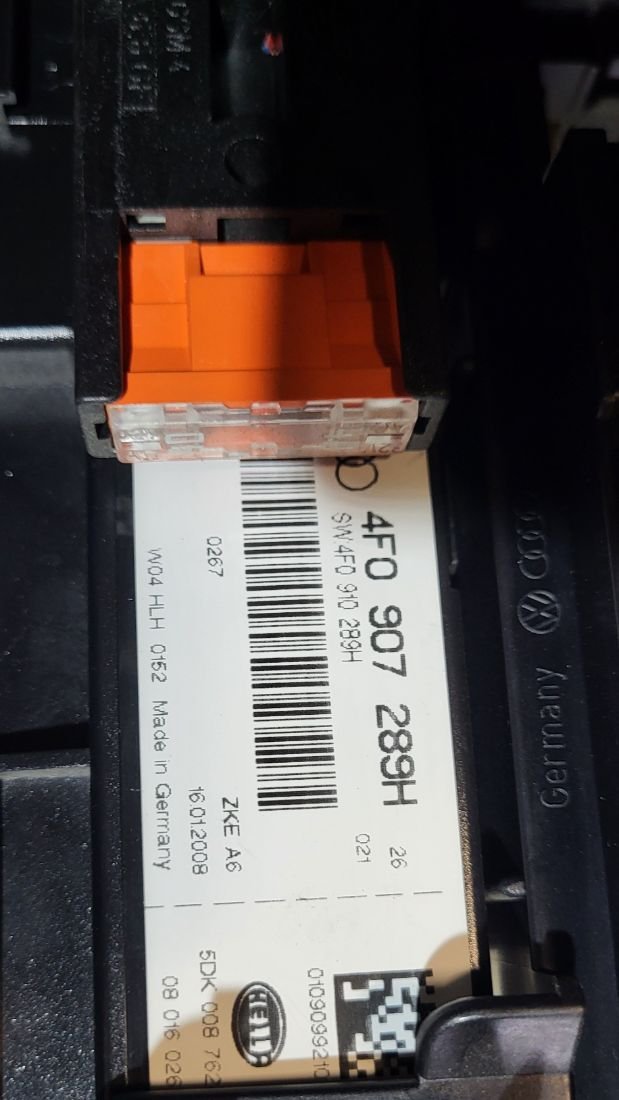 4F0 907 289H
26
SW:4F0 910 289H
021
0267
ZKE A6
16.01.2008
W04 HLH 0152 Made in Germany
0109099210
HELLA
5DK 008 762
08 016 026
Germany